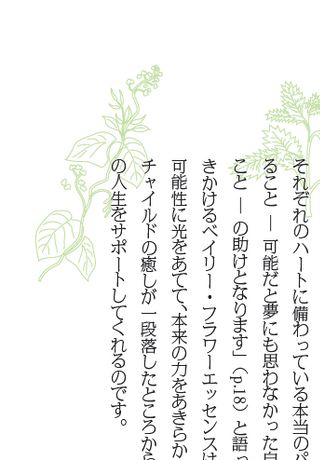 それぞれのハートに備わっている本当のパ
ること ― 可能だと夢にも思わなかった自
こと ― の助けとなります」（p.18）と語っ
きかけるベイリー・フラワーエッセンスは
可能性に光をあてて、本来の力をあきらか
チャイルドの癒しが一段落したところから
の人生をサポートしてくれるのです。